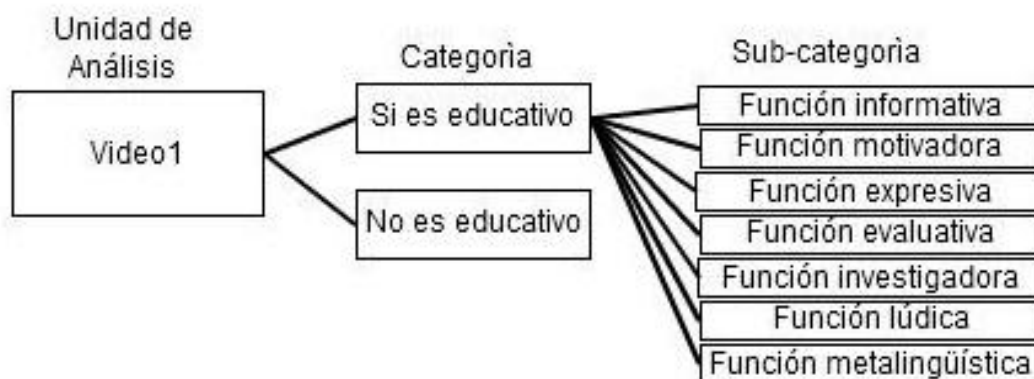 Unidad de
Análisis
Categorìa
Sub-categorìa
Video1
Si es educativo
No es educativo
Función informativa
Función motivadora
Función expresiva
Función evaluativa
Función investigadora
Función lúdica
Función metalingüística